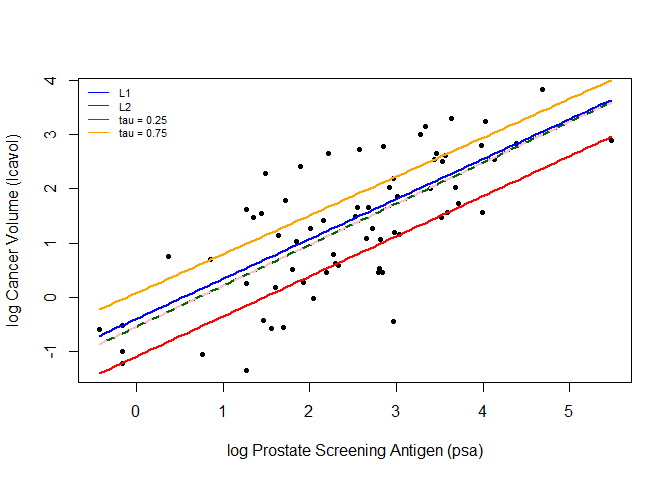 L1
L2
tau = 0.25
tau = 0.75
4
3
2
1
0
-1
log Cancer Volume (lcavol)
0 1 2 3 4 5
log Prostate Screening Antigen (psa)